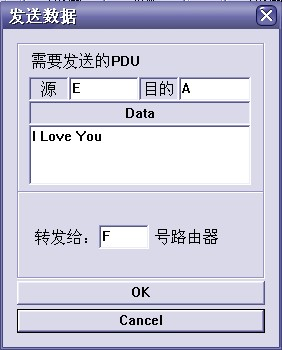 发送数据
需要发送的PDU
源 E 目的 A
Data
I Love You
转发给： F 号路由器
OK
Cancel